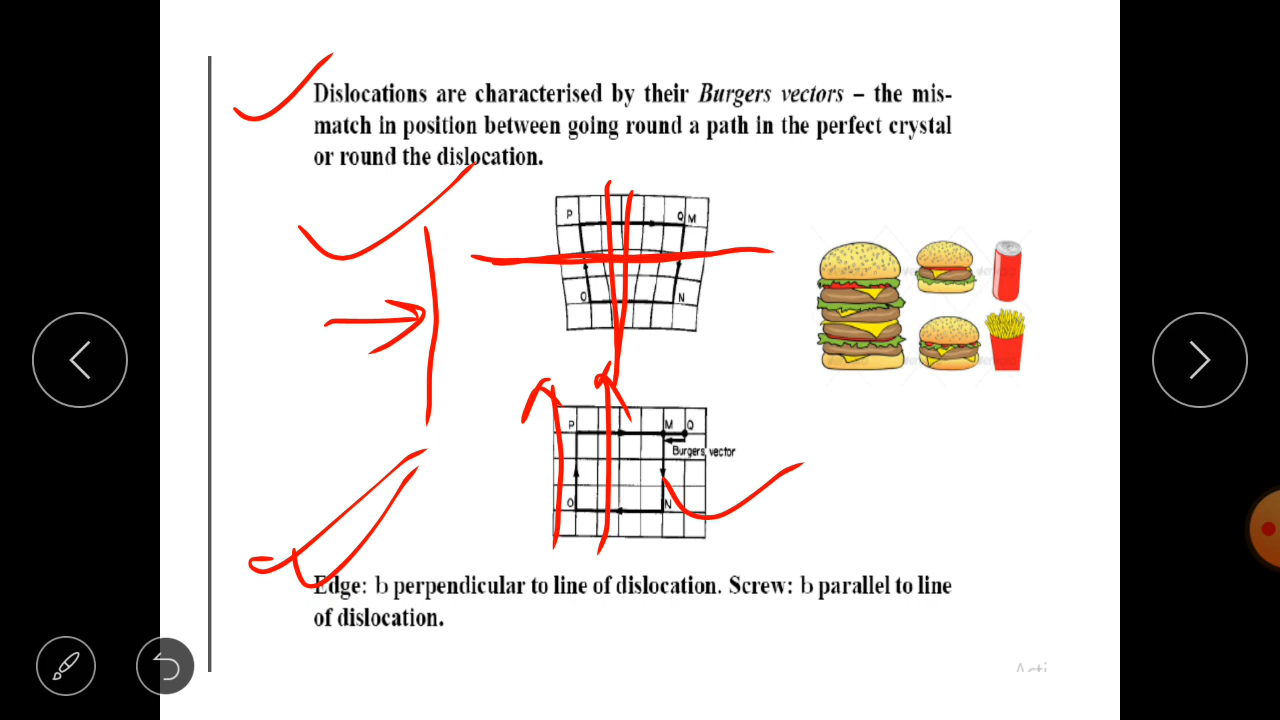 Dislocations are characterised by their Burgers vectors – the mis-
match in position between going round a path in the perfect crystal
or round the dislocation.
P Q M
O N
P M Q
Burgers vector
O N
Edge: b perpendicular to line of dislocation. Screw: b parallel to line
of dislocation.